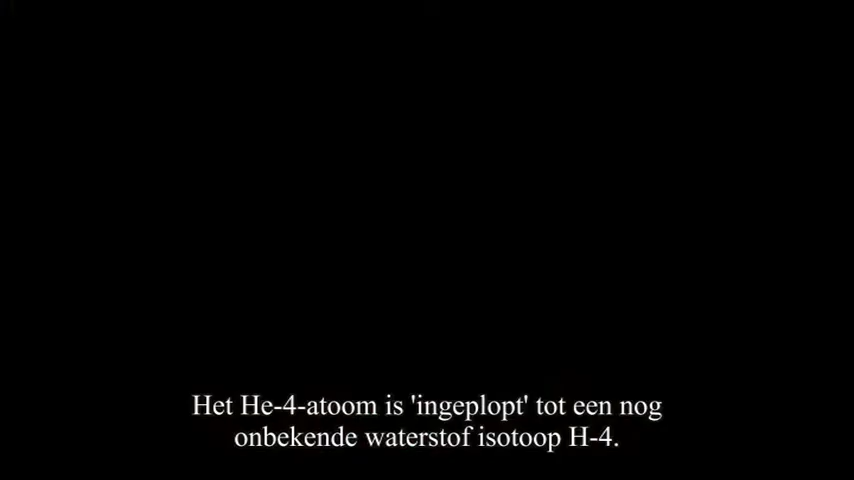 Het He-4-atoom is 'ingeplopt' tot een nog
onbekende waterstof isotoop H-4.